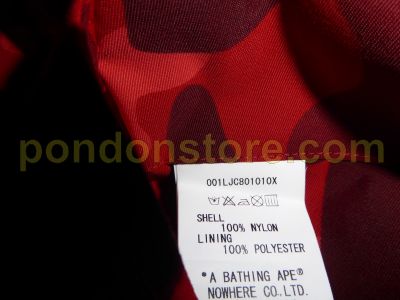 pondonstore.com
001LJC801010X
SHELL
100% NYLON
LINING
100% POLYESTER
"A BATHING APE®
NOWHERE CO.LTD.